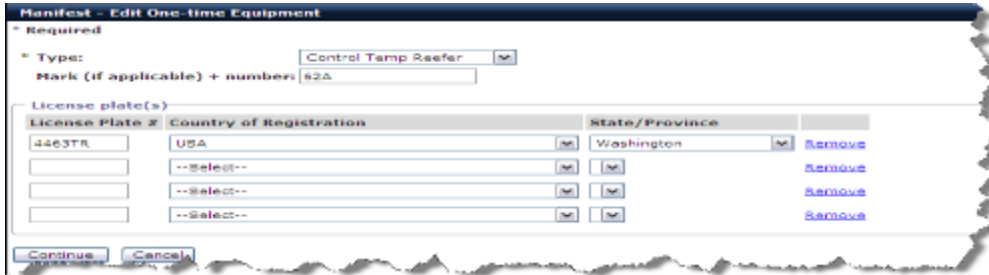 Manifest - Edit One-time Equipment
* Required
* Type: Control Temp Reefer
Mark (if applicable) + number: 62A
License plate(s)
License Plate # Country of Registration State/Province
4463TR USA Washington Remove
--Select-- Remove
--Select-- Remove
--Select-- Remove
Continue Cancel